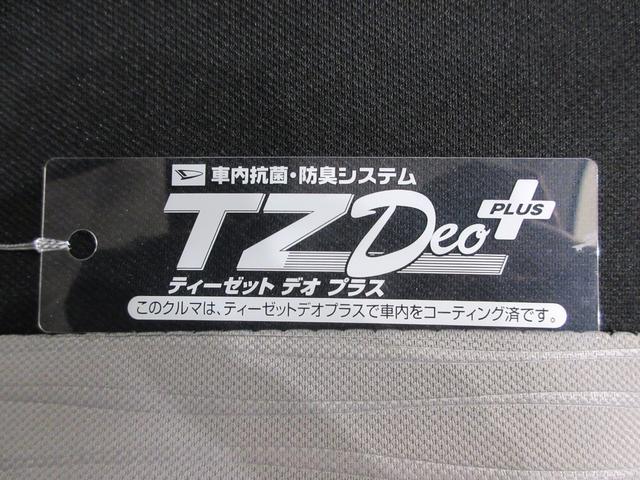 車内抗菌・防臭システム
TZ Deo PLUS
ティーゼット デオ プラス
このクルマは、ティーゼットデオプラスで車内をコーティング済です。